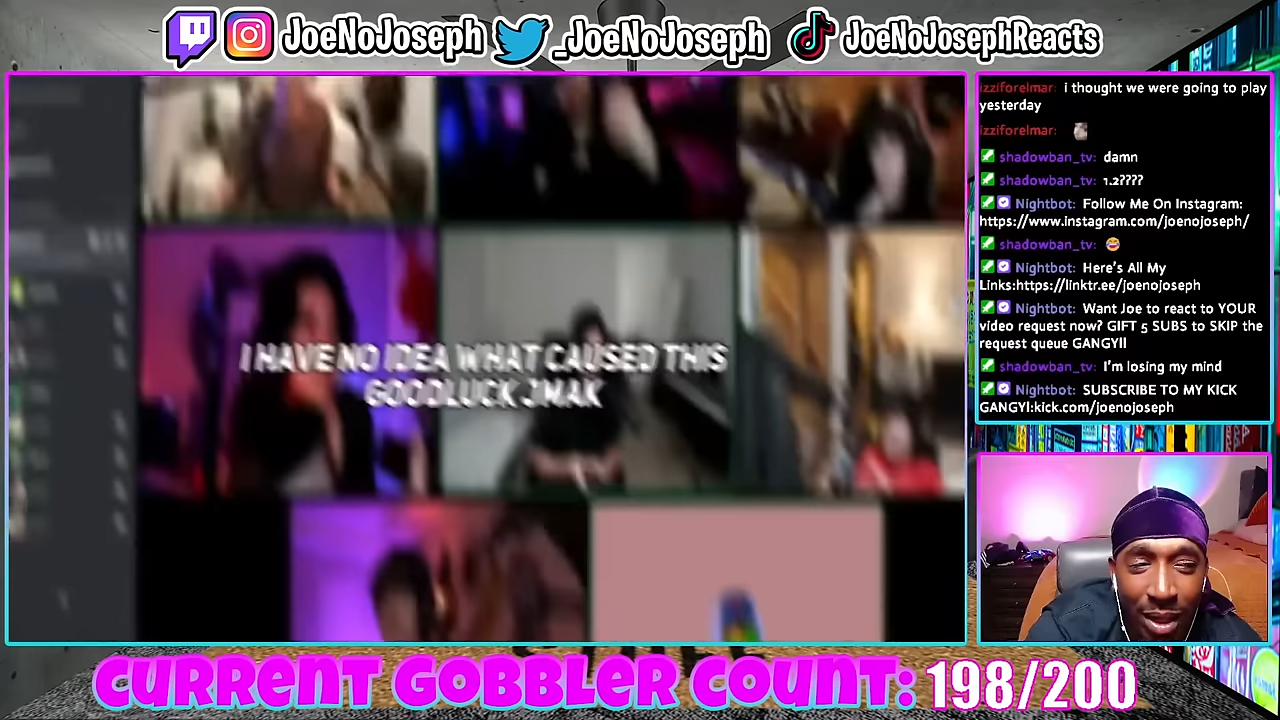 JoeNoJoseph _JoeNoJoseph JoeNoJosephReacts
izziforelmar: i thought we were going to play
yesterday
izziforelmar:
shadowban_tv: damn
shadowban_tv: 1.2????
Nightbot: Follow Me On Instagram:
https://www.instagram.com/joenojoseph/
shadowban_tv: 😂
Nightbot: Here's All My
Links:https://linktr.ee/joenojoseph
Nightbot: Want Joe to react to YOUR
video request now? GIFT 5 SUBS to SKIP the
request queue GANGY!!
shadowban_tv: I'm losing my mind
Nightbot: SUBSCRIBE TO MY KICK
GANGY!:kick.com/joenojoseph
I HAVE NO IDEA WHAT CAUSED THIS
GOODLUCK JMAK
CURRENT GOBBLER COUNT: 198/200